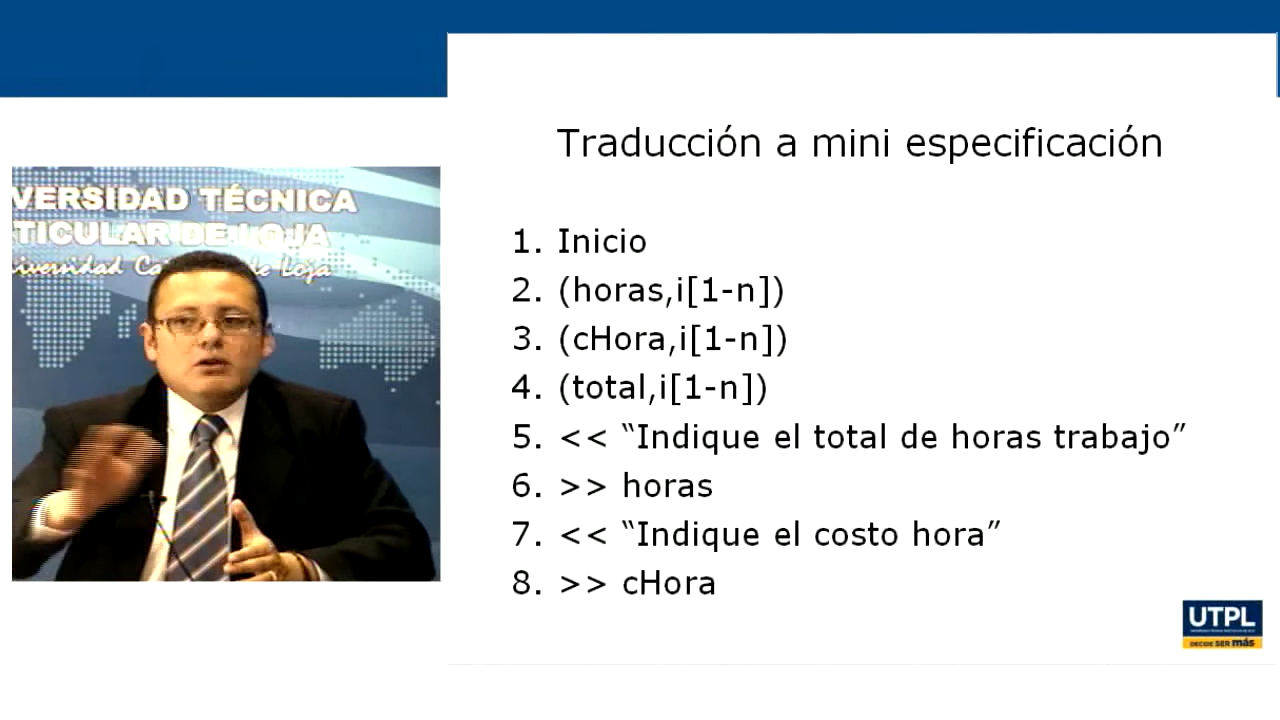 Traducción a mini especificación
VERSIDAD TÉCNICA
TICULAR DE LOJA
de Loja
1. Inicio
2. (horas,i[1-n])
3. (cHora,i[1-n])
4. (total,i[1-n])
5. << “Indique el total de horas trabajo”
6. >> horas
7. << “Indique el costo hora”
8. >> cHora
UTPL
DECIDE SER más